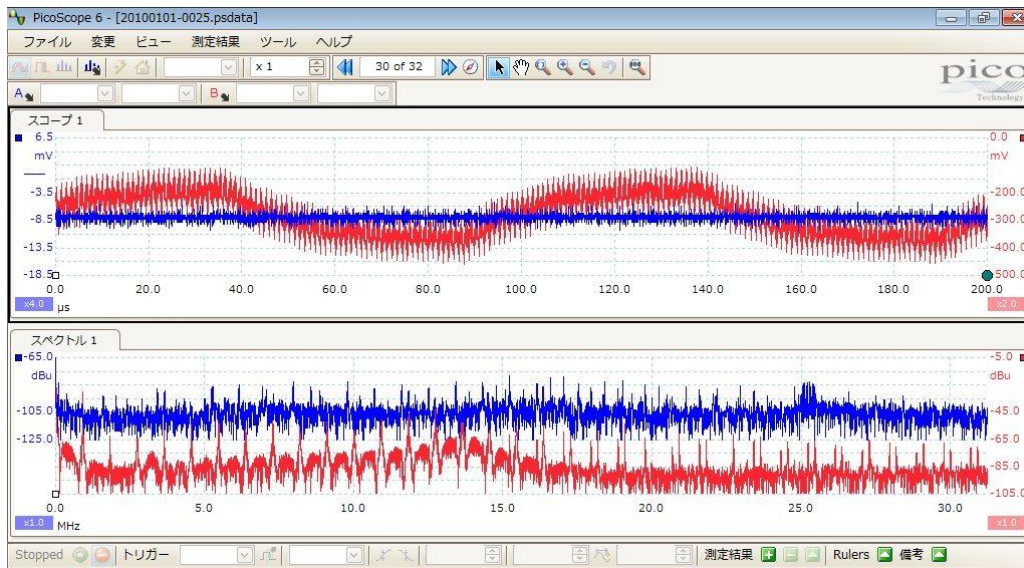 PicoScope 6 - [20100101-0025.psdata]
ファイル 変更 ビュー 測定結果 ツール ヘルプ
x 1 30 of 32
pico
Technology
A B
スコープ 1
6.5 0.0
mV mV
-3.5 -200.0
-8.5 -300.0
-13.5 -400.0
-18.5 500.0
0.0 20.0 40.0 60.0 80.0 100.0 120.0 140.0 160.0 180.0 200.0
x4.0 µs x2.0
スペクトル 1
-65.0 -5.0
dBu dBu
-105.0 -45.0
-125.0 -65.0
-85.0
-105.0
0.0 5.0 10.0 15.0 20.0 25.0 30.0
x1.0 MHz x1.0
Stopped トリガー 測定結果 Rulers 備考